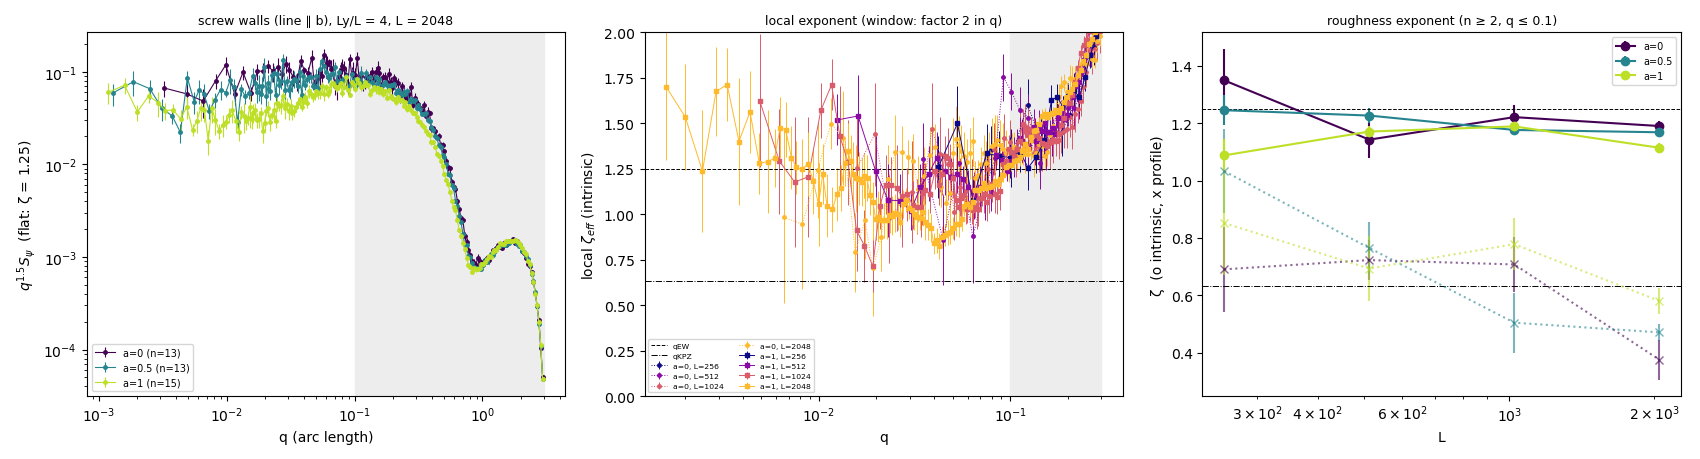 screw walls (line ∥ b), Ly/L = 4, L = 2048
q^1.5 S_ψ (flat: ζ = 1.25)
10^−1
10^−2
10^−3
10^−4
a=0 (n=13)
a=0.5 (n=13)
a=1 (n=15)
10^−3
10^−2
10^−1
10^0
q (arc length)
local exponent (window: factor 2 in q)
local ζ_eff (intrinsic)
2.00
1.75
1.50
1.25
1.00
0.75
0.50
0.25
0.00
qEW
qKPZ
a=0, L=256
a=0, L=512
a=0, L=1024
a=0, L=2048
a=1, L=256
a=1, L=512
a=1, L=1024
a=1, L=2048
10^−2
10^−1
q
roughness exponent (n ≥ 2, q ≤ 0.1)
ζ (o intrinsic, x profile)
1.4
1.2
1.0
0.8
0.6
0.4
a=0
a=0.5
a=1
3 × 10^2
4 × 10^2
6 × 10^2
10^3
2 × 10^3
L